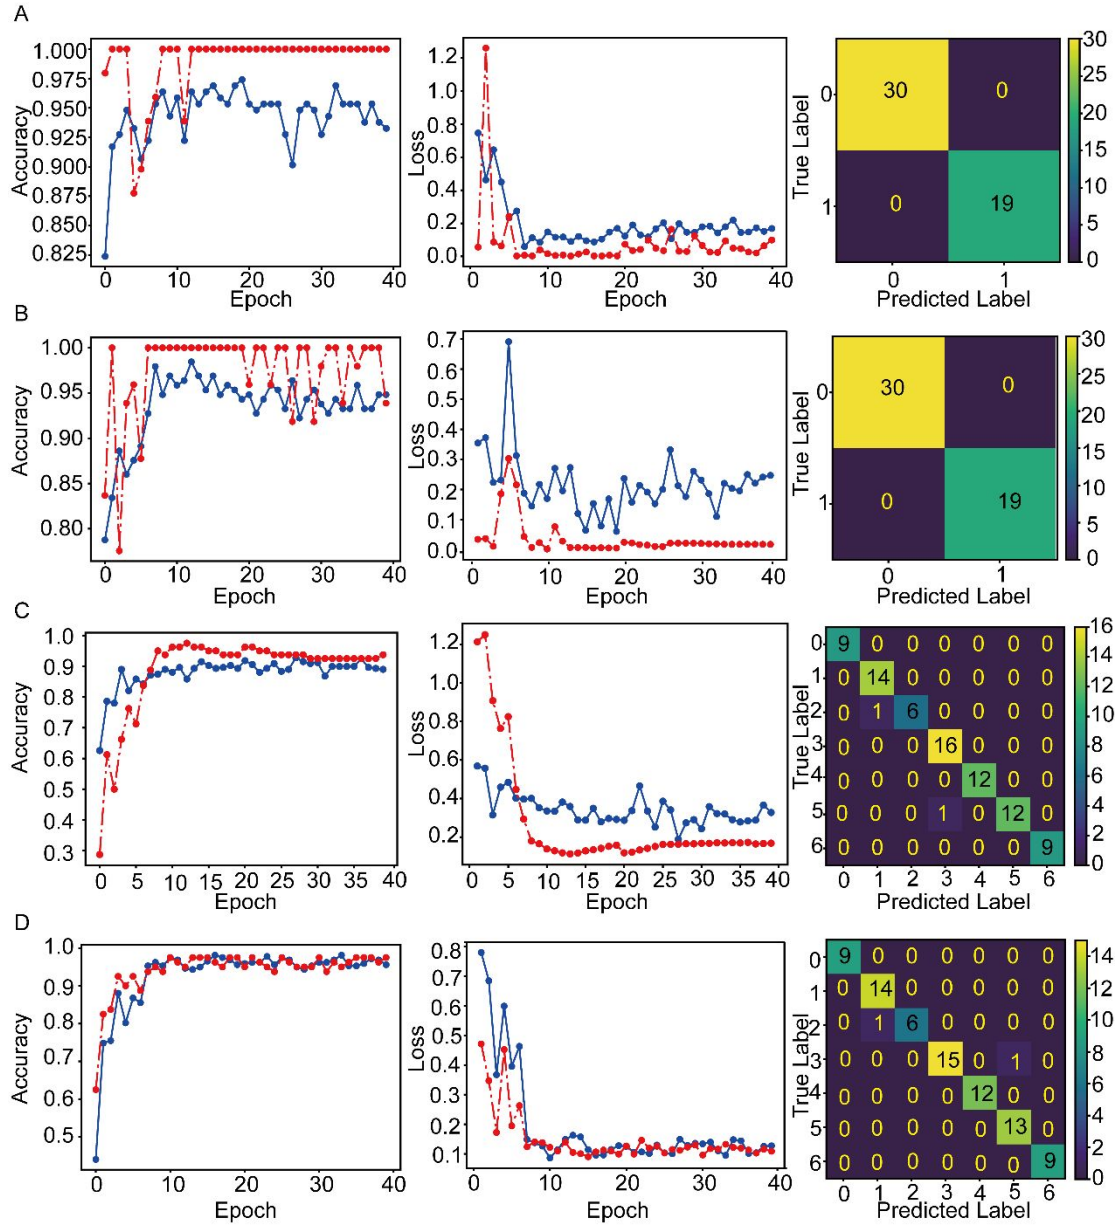 A
Accuracy
1.000
0.975
0.950
0.925
0.900
0.875
0.850
0.825
0 10 20 30 40
Epoch
Loss
1.2
1.0
0.8
0.6
0.4
0.2
0.0
0 10 20 30 40
Epoch
True Label
0 30 0
1 0 19
0 1
Predicted Label
30
25
20
15
10
5
0
B
Accuracy
1.00
0.95
0.90
0.85
0.80
0 10 20 30 40
Epoch
Loss
0.7
0.6
0.5
0.4
0.3
0.2
0.1
0.0
0 10 20 30 40
Epoch
True Label
0 30 0
1 0 19
0 1
Predicted Label
30
25
20
15
10
5
0
C
Accuracy
1.0
0.9
0.8
0.7
0.6
0.5
0.4
0.3
0 5 10 15 20 25 30 35 40
Epoch
Loss
1.2
1.0
0.8
0.6
0.4
0.2
0 5 10 15 20 25 30 35 40
Epoch
True Label
0 9 0 0 0 0 0 0
1 0 14 0 0 0 0 0
2 0 1 6 0 0 0 0
3 0 0 0 16 0 0 0
4 0 0 0 0 12 0 0
5 0 0 0 1 0 12 0
6 0 0 0 0 0 0 9
0 1 2 3 4 5 6
Predicted Label
16
14
12
10
8
6
4
2
0
D
Accuracy
1.0
0.9
0.8
0.7
0.6
0.5
0 10 20 30 40
Epoch
Loss
0.8
0.7
0.6
0.5
0.4
0.3
0.2
0.1
0 10 20 30 40
Epoch
True Label
0 9 0 0 0 0 0 0
1 0 14 0 0 0 0 0
2 0 1 6 0 0 0 0
3 0 0 0 15 0 1 0
4 0 0 0 0 12 0 0
5 0 0 0 0 0 13 0
6 0 0 0 0 0 0 9
0 1 2 3 4 5 6
Predicted Label
14
12
10
8
6
4
2
0